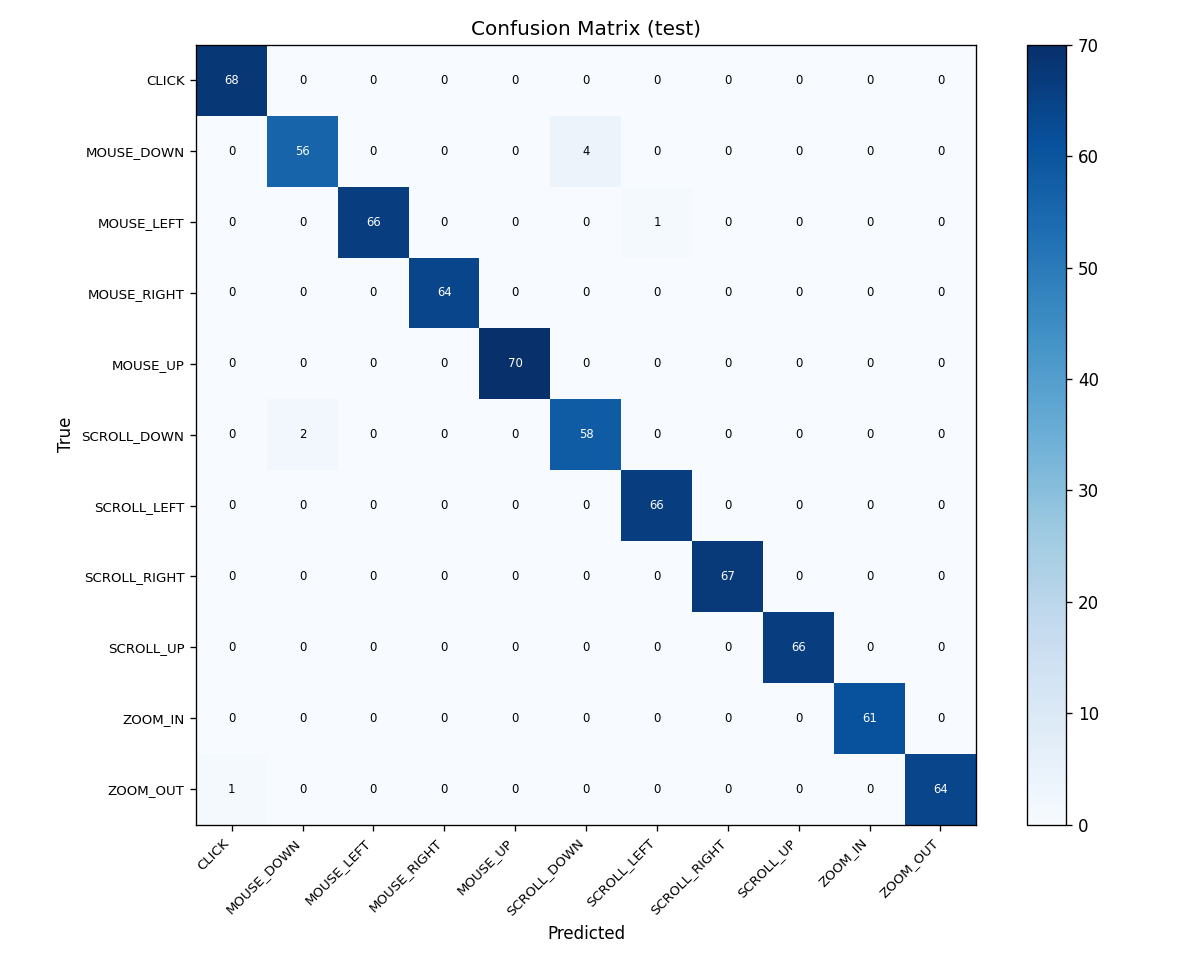 Confusion Matrix (test)
CLICK 68 0 0 0 0 0 0 0 0 0 0
MOUSE_DOWN 0 56 0 0 0 4 0 0 0 0 0
MOUSE_LEFT 0 0 66 0 0 0 1 0 0 0 0
MOUSE_RIGHT 0 0 0 64 0 0 0 0 0 0 0
MOUSE_UP 0 0 0 0 70 0 0 0 0 0 0
SCROLL_DOWN 0 2 0 0 0 58 0 0 0 0 0
SCROLL_LEFT 0 0 0 0 0 0 66 0 0 0 0
SCROLL_RIGHT 0 0 0 0 0 0 0 67 0 0 0
SCROLL_UP 0 0 0 0 0 0 0 0 66 0 0
ZOOM_IN 0 0 0 0 0 0 0 0 0 61 0
ZOOM_OUT 1 0 0 0 0 0 0 0 0 0 64
True
CLICK MOUSE_DOWN MOUSE_LEFT MOUSE_RIGHT MOUSE_UP SCROLL_DOWN SCROLL_LEFT SCROLL_RIGHT SCROLL_UP ZOOM_IN ZOOM_OUT
Predicted
70
60
50
40
30
20
10
0